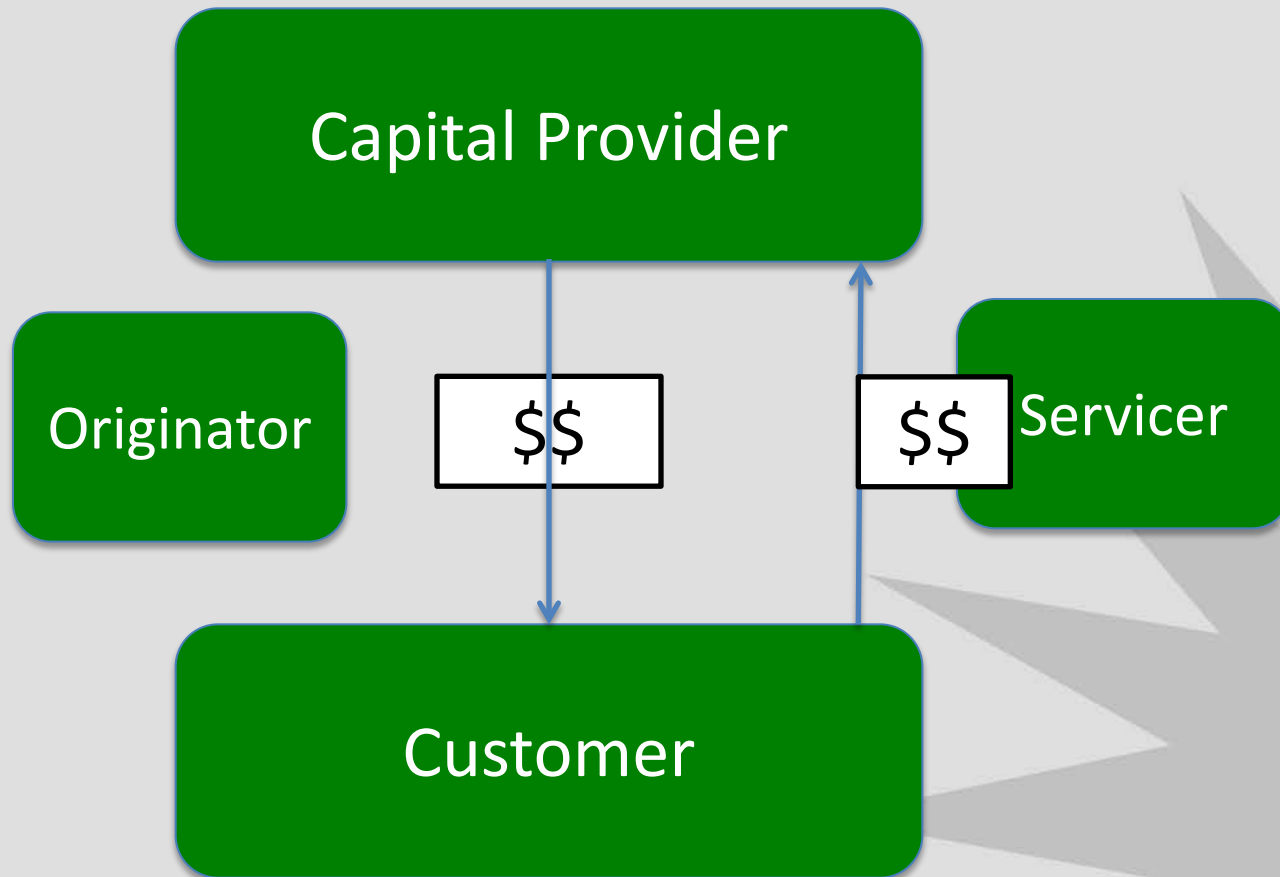 Capital Provider
Originator
$$
$$
Servicer
Customer